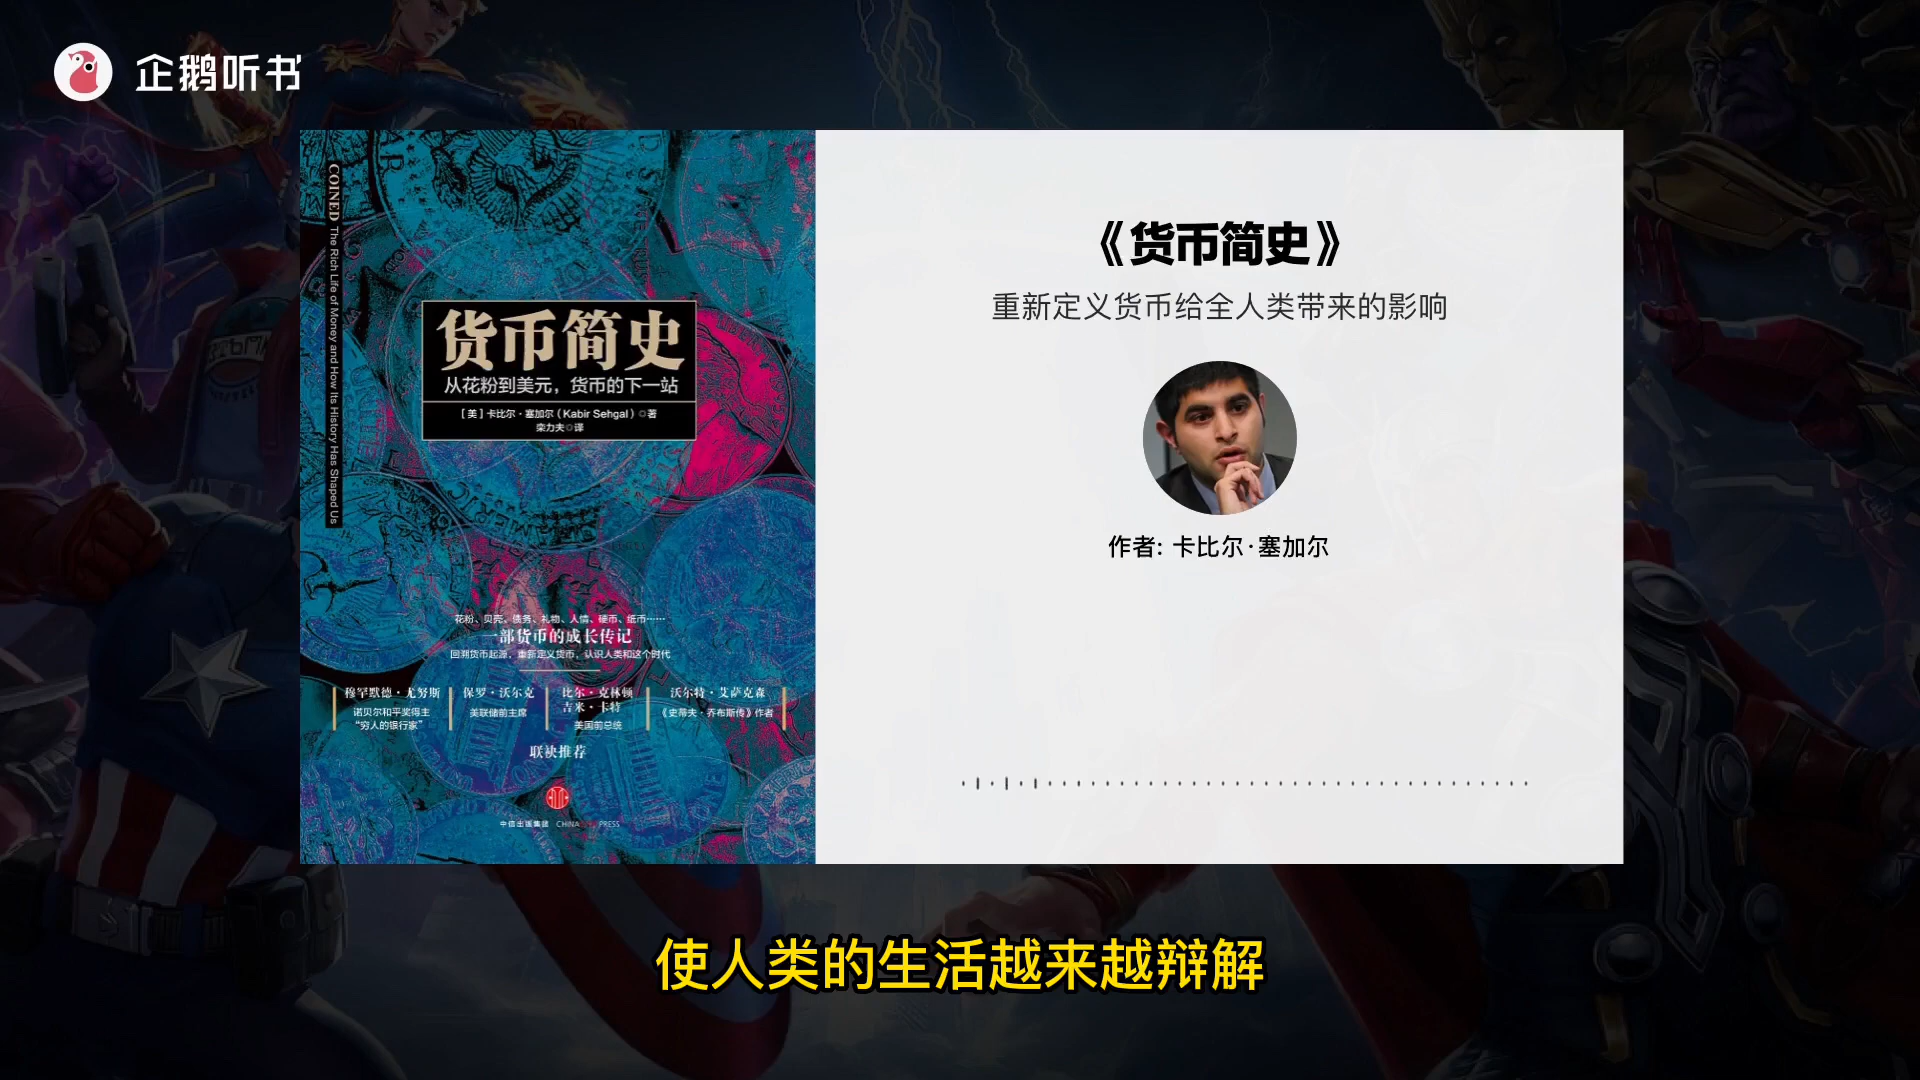 企鹅听书
COINED The Rich Life of Money and How Its History Has Shaped Us
货币简史
从花粉到美元，货币的下一站
[美]卡比尔·塞加尔（Kabir Sehgal）◎著
栾力夫◎译
花粉、贝壳、债务、礼物、人情、硬币、纸币……
一部货币的成长传记
回溯货币起源，重新定义货币，认识人类和这个时代
穆罕默德·尤努斯
诺贝尔和平奖得主
“穷人的银行家”
保罗·沃尔克
美联储前主席
比尔·克林顿
吉米·卡特
美国前总统
沃尔特·艾萨克森
《史蒂夫·乔布斯传》作者
联袂推荐
中信出版集团 CHINA PRESS
《货币简史》
重新定义货币给全人类带来的影响
作者: 卡比尔·塞加尔
使人类的生活越来越辩解